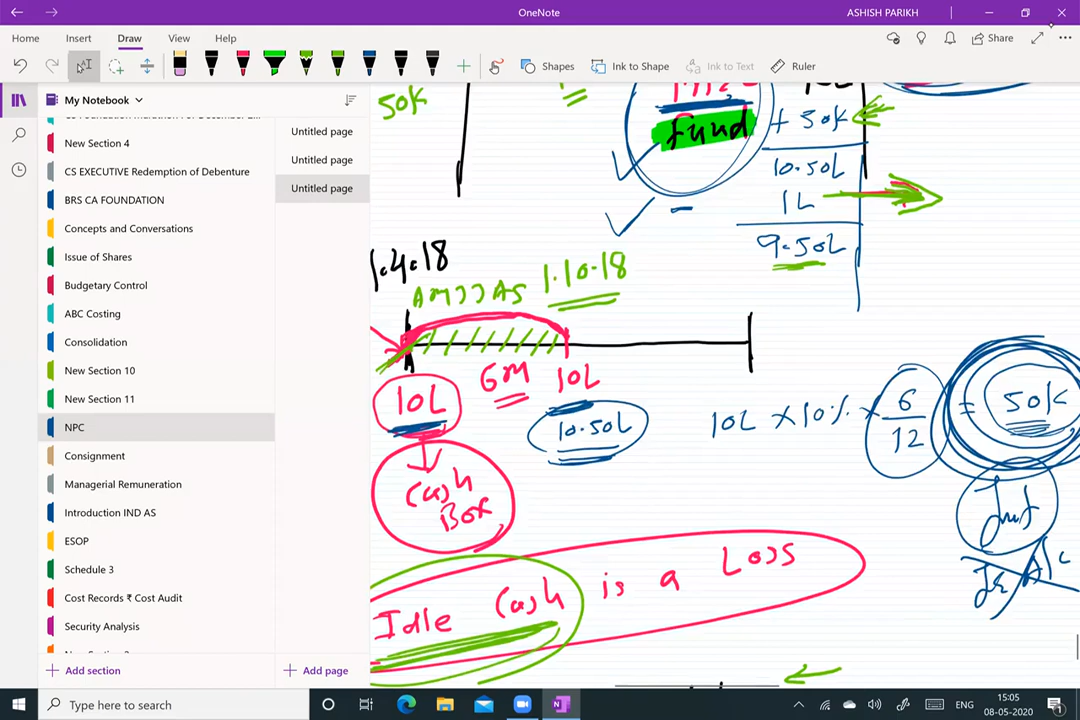 OneNote
ASHISH PARIKH
Home Insert Draw View Help
Share
Shapes Ink to Shape Ink to Text Ruler
My Notebook
New Section 4
CS EXECUTIVE Redemption of Debenture
BRS CA FOUNDATION
Concepts and Conversations
Issue of Shares
Budgetary Control
ABC Costing
Consolidation
New Section 10
New Section 11
NPC
Consignment
Managerial Remuneration
Introduction IND AS
ESOP
Schedule 3
Cost Records ₹ Cost Audit
Security Analysis
Add section
Untitled page
Untitled page
Untitled page
Add page
50K
fund
+ 50K
10.50L
1L
9.50L
1.4.18
AMJJAS 1.10.18
10L 6M 10L
10.50L
10L × 10% × 6/12 = 50K
Cash
Box
Idle Cash is a Loss
Type here to search
ENG
15:05
08-05-2020